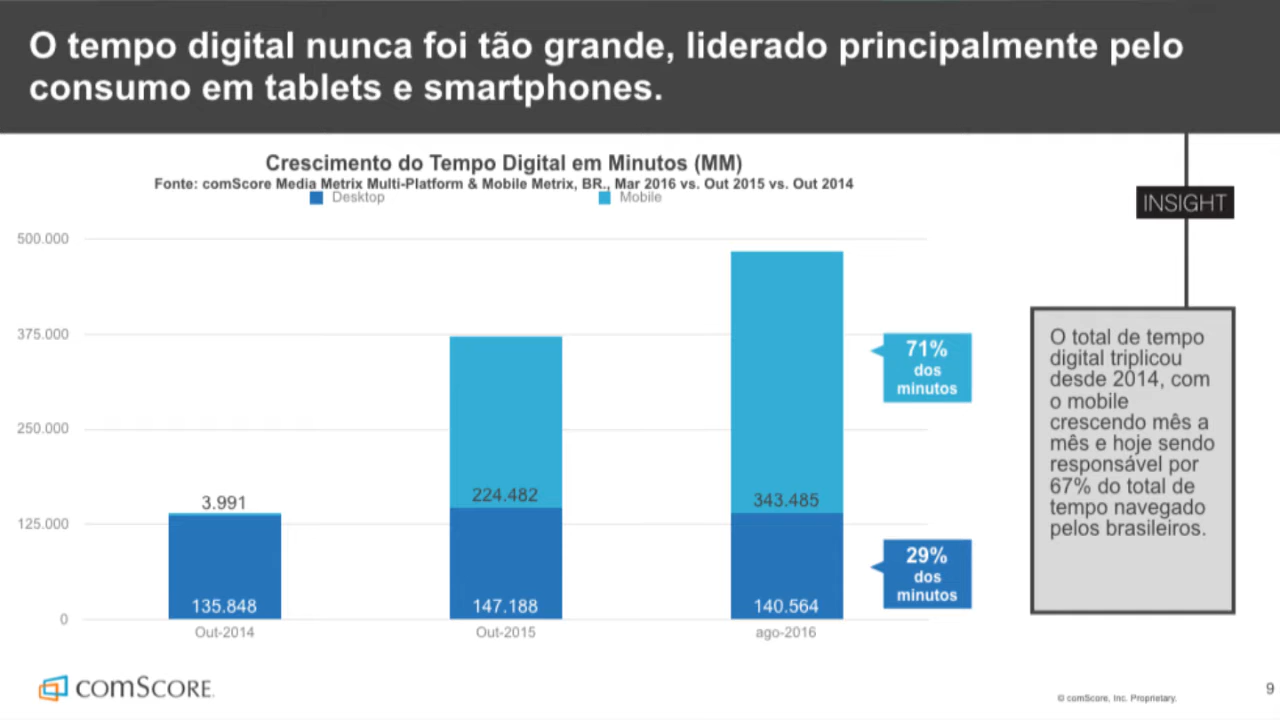 O tempo digital nunca foi tão grande, liderado principalmente pelo
consumo em tablets e smartphones.
Crescimento do Tempo Digital em Minutos (MM)
Fonte: comScore Media Metrix Multi-Platform & Mobile Metrix, BR., Mar 2016 vs. Out 2015 vs. Out 2014
Desktop
Mobile
500.000
375.000
250.000
125.000
0
3.991
135.848
Out-2014
224.482
147.188
Out-2015
343.485
140.564
ago-2016
71%
dos
minutos
29%
dos
minutos
INSIGHT
O total de tempo
digital triplicou
desde 2014, com
o mobile
crescendo mês a
mês e hoje sendo
responsável por
67% do total de
tempo navegado
pelos brasileiros.
comSCORE.
© comScore, Inc. Proprietary.
9